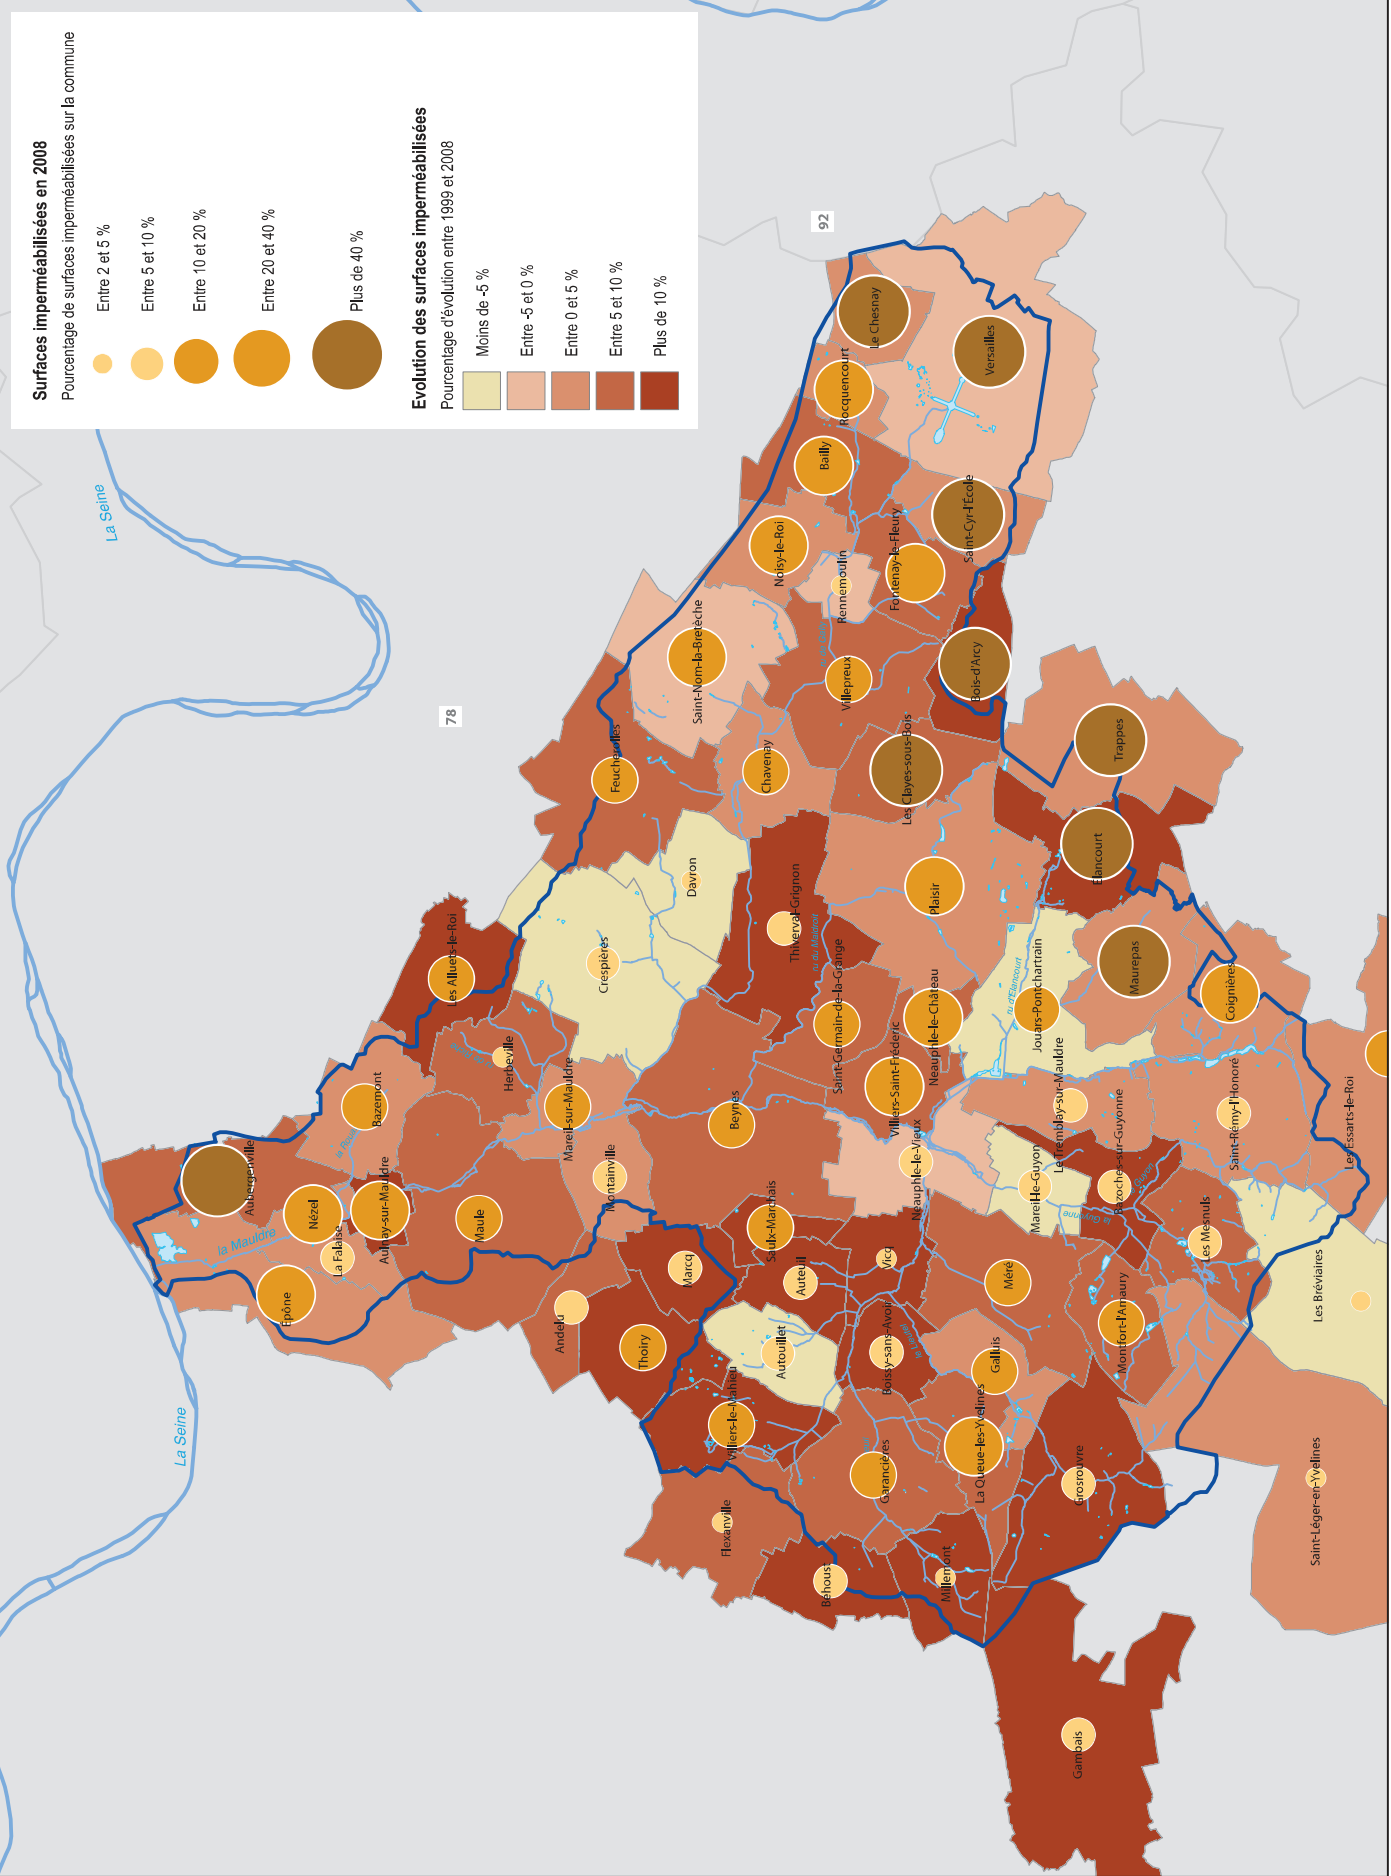 Surfaces imperméabilisées en 2008
Pourcentage de surfaces imperméabilisées sur la commune
Entre 2 et 5 %
Entre 5 et 10 %
Entre 10 et 20 %
Entre 20 et 40 %
Plus de 40 %
Evolution des surfaces imperméabilisées
Pourcentage d'évolution entre 1999 et 2008
Moins de -5 %
Entre -5 et 0 %
Entre 0 et 5 %
Entre 5 et 10 %
Plus de 10 %
La Seine
La Seine
78
92
Aubergenville
Nézel
la Mauldre
La Falaise
Epône
Aulnay-sur-Mauldre
Bazemont
Les Alluets-le-Roi
Herbeville
Maule
Mareil-sur-Mauldre
Montainville
Andelu
Thoiry
Marcq
Crespières
Davron
Feucherolles
Saint-Nom-la-Bretèche
Chavenay
Noisy-le-Roi
Bailly
Rocquencourt
Le Chesnay
Versailles
Rennemoulin
Fontenay-le-Fleury
Saint-Cyr-l'École
Villepreux
Bois-d'Arcy
Les Clayes-sous-Bois
Trappes
Elancourt
Plaisir
Thiverval-Grignon
ru du Maldroit
Saint-Germain-de-la-Grange
Neauphle-le-Château
Villiers-Saint-Fréderic
Beynes
Saulx-Marchais
Auteuil
Autouillet
Villiers-le-Mahieu
Flexanville
Béhoust
Garancières
Boissy-sans-Avoir
Vicq
Neauphle-le-Vieux
Jouars-Pontchartrain
ru d'Elancourt
Maurepas
Coignières
Le Tremblay-sur-Mauldre
Mareil-le-Guyon
la Guyonne
Bazoches-sur-Guyonne
Saint-Rémy-l'Honoré
Les Essarts-le-Roi
Les Mesnuls
Les Bréviaires
Méré
Montfort-l'Amaury
Galluis
La Queue-les-Yvelines
Grosrouvre
Millemont
Saint-Léger-en-Yvelines
Gambais